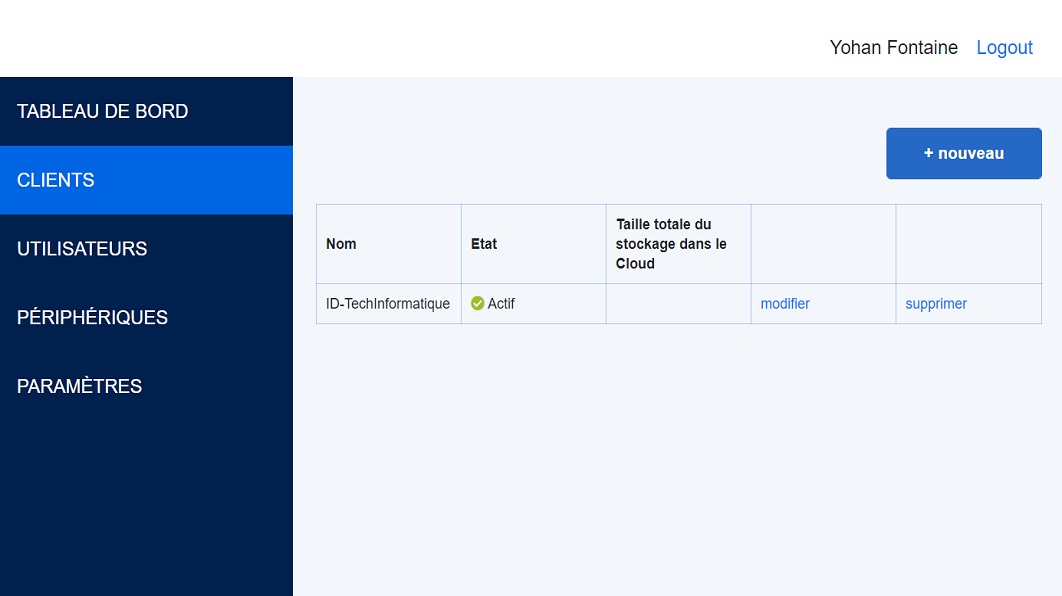 Yohan Fontaine Logout
TABLEAU DE BORD
CLIENTS
UTILISATEURS
PÉRIPHÉRIQUES
PARAMÈTRES
+ nouveau
Nom
Etat
Taille totale du
stockage dans le
Cloud
ID-TechInformatique
Actif
modifier
supprimer